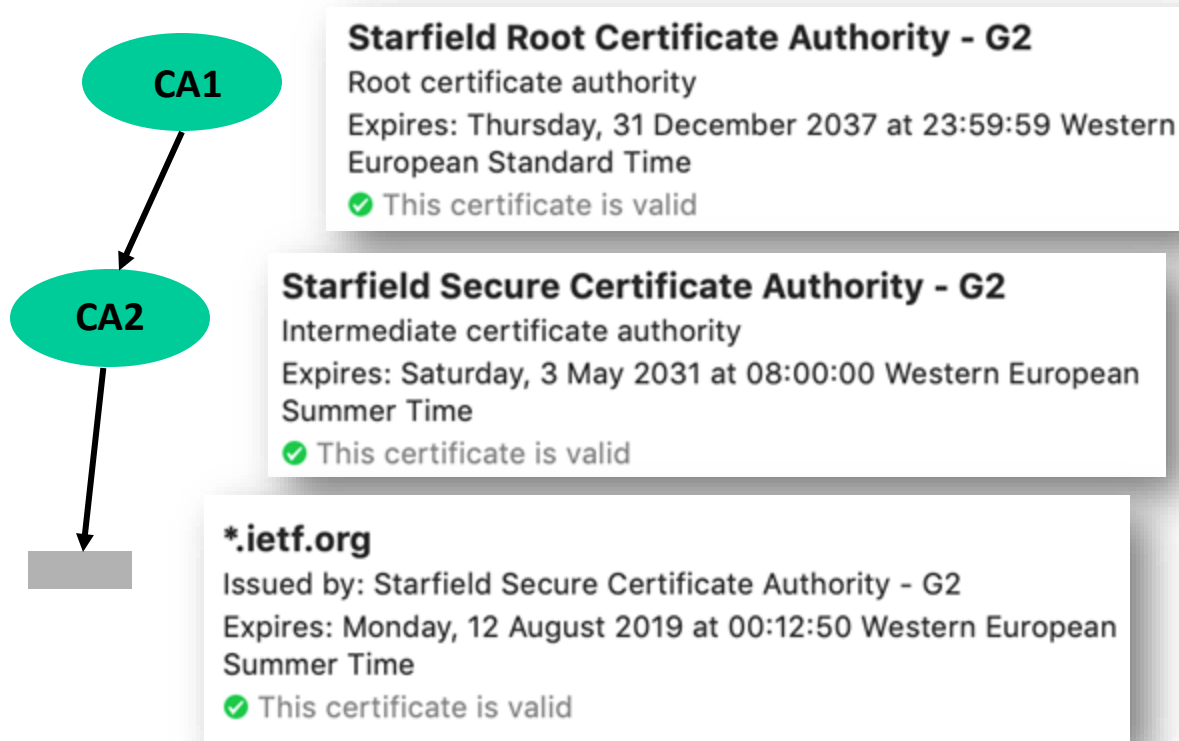 CA1
Starfield Root Certificate Authority - G2
Root certificate authority
Expires: Thursday, 31 December 2037 at 23:59:59 Western
European Standard Time
This certificate is valid
CA2
Starfield Secure Certificate Authority - G2
Intermediate certificate authority
Expires: Saturday, 3 May 2031 at 08:00:00 Western European
Summer Time
This certificate is valid
*.ietf.org
Issued by: Starfield Secure Certificate Authority - G2
Expires: Monday, 12 August 2019 at 00:12:50 Western European
Summer Time
This certificate is valid